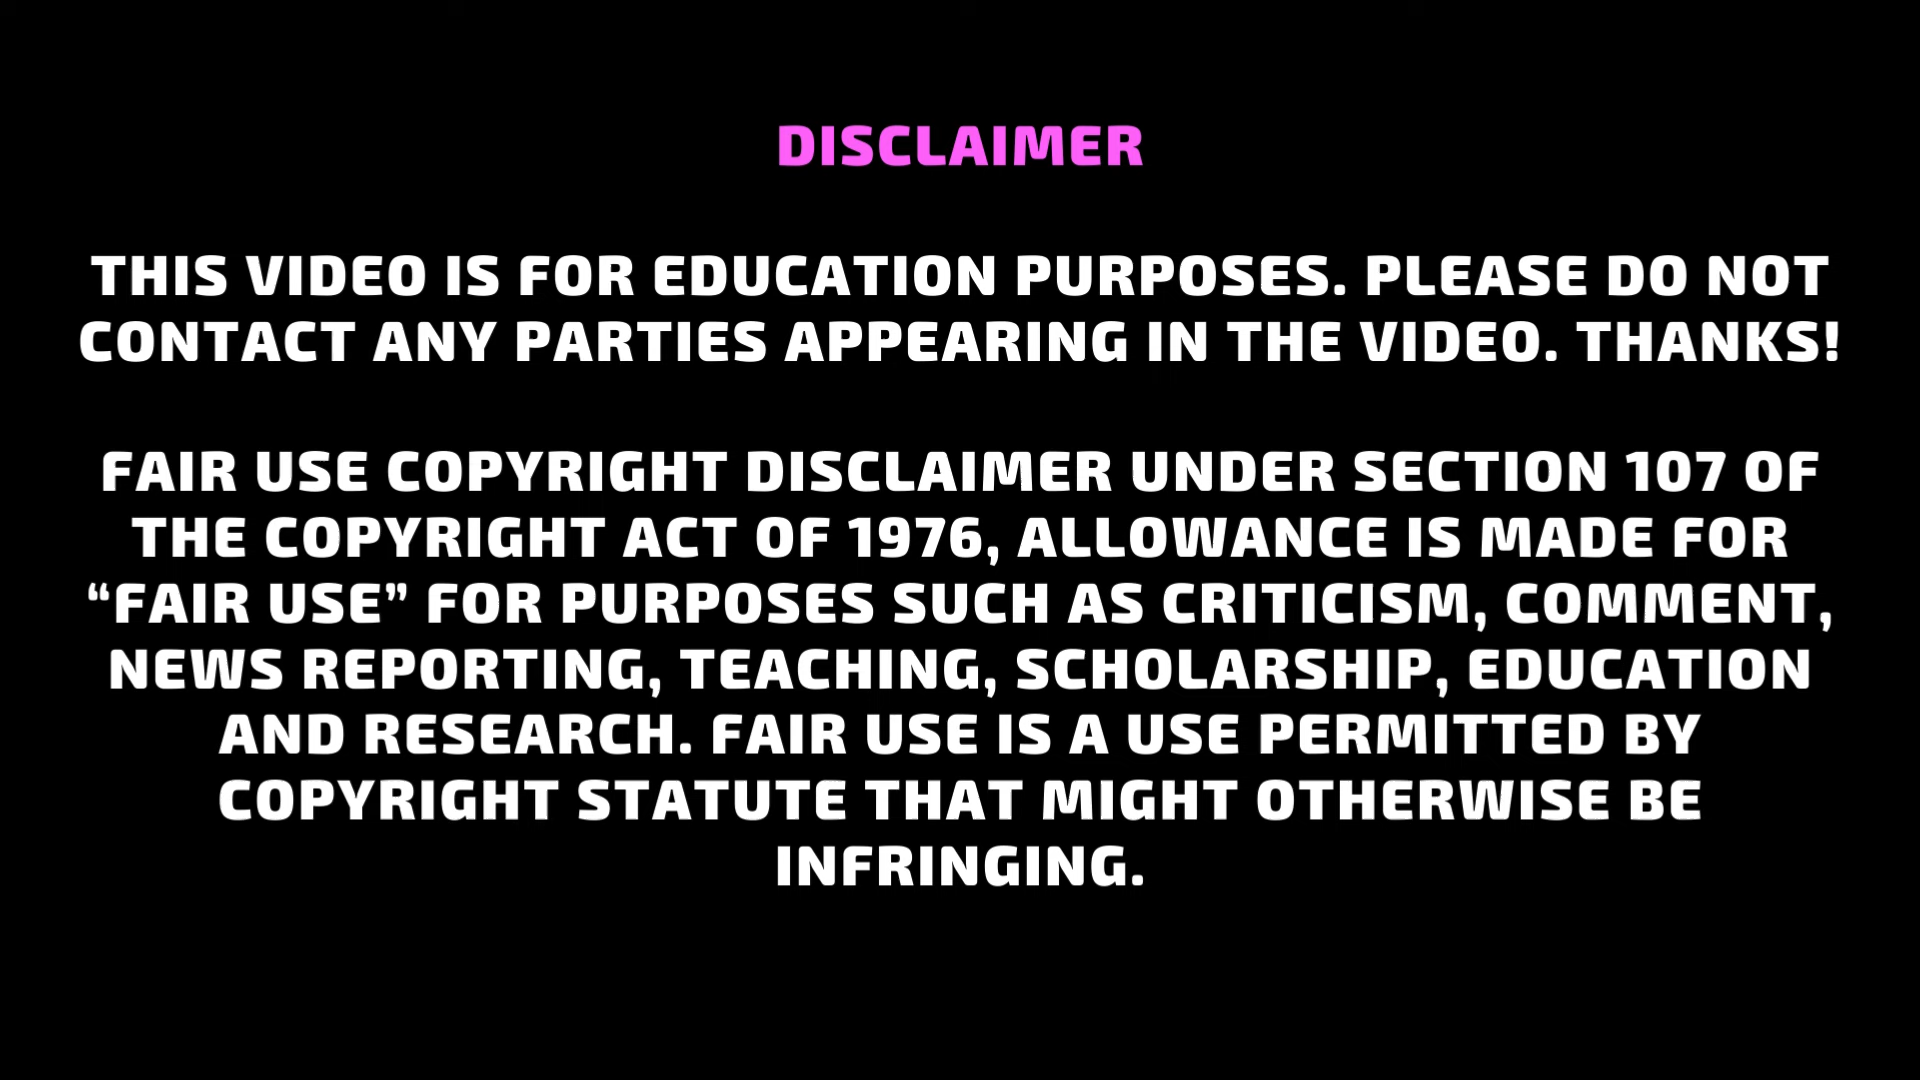 DISCLAIMER
THIS VIDEO IS FOR EDUCATION PURPOSES. PLEASE DO NOT
CONTACT ANY PARTIES APPEARING IN THE VIDEO. THANKS!
FAIR USE COPYRIGHT DISCLAIMER UNDER SECTION 107 OF
THE COPYRIGHT ACT OF 1976, ALLOWANCE IS MADE FOR
“FAIR USE” FOR PURPOSES SUCH AS CRITICISM, COMMENT,
NEWS REPORTING, TEACHING, SCHOLARSHIP, EDUCATION
AND RESEARCH. FAIR USE IS A USE PERMITTED BY
COPYRIGHT STATUTE THAT MIGHT OTHERWISE BE
INFRINGING.